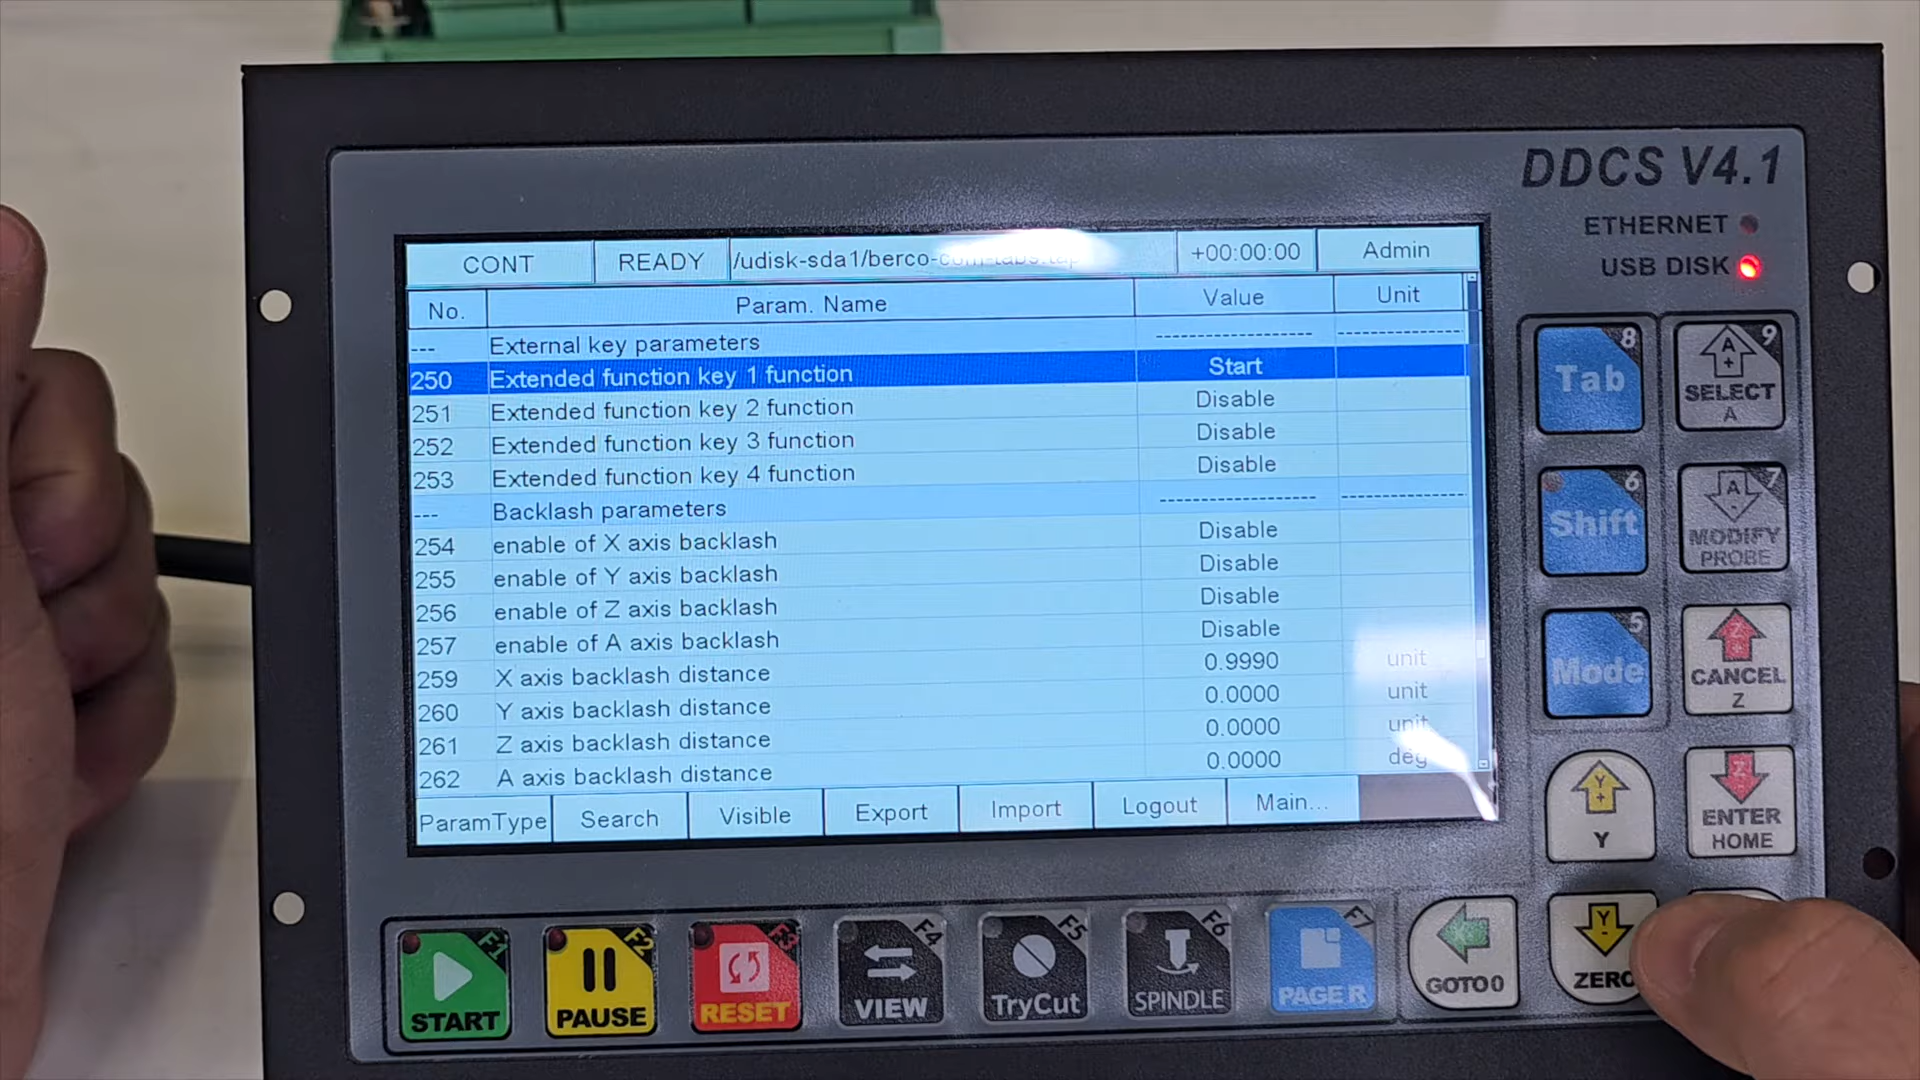 DDCS V4.1
ETHERNET
USB DISK
CONT READY /udisk-sda1/berco- +00:00:00 Admin
No. Param. Name Value Unit
--- External key parameters -------------------- ---------------
250 Extended function key 1 function Start
251 Extended function key 2 function Disable
252 Extended function key 3 function Disable
253 Extended function key 4 function Disable
--- Backlash parameters -------------------- ---------------
254 enable of X axis backlash Disable
255 enable of Y axis backlash Disable
256 enable of Z axis backlash Disable
257 enable of A axis backlash Disable
259 X axis backlash distance 0.9990 unit
260 Y axis backlash distance 0.0000 unit
261 Z axis backlash distance 0.0000 unit
262 A axis backlash distance 0.0000 deg
ParamType Search Visible Export Import Logout Main...
Tab 8
A + 9
SELECT
A
Shift 6
A - 7
MODIFY
PROBE
Mode 5
Z +
CANCEL
Z
Y +
Y
Z -
ENTER
HOME
F1 START
F2 PAUSE
F3 RESET
F4 VIEW
F5 TryCut
F6 SPINDLE
F7 PAGE R
GOTO0
Y -
ZERO